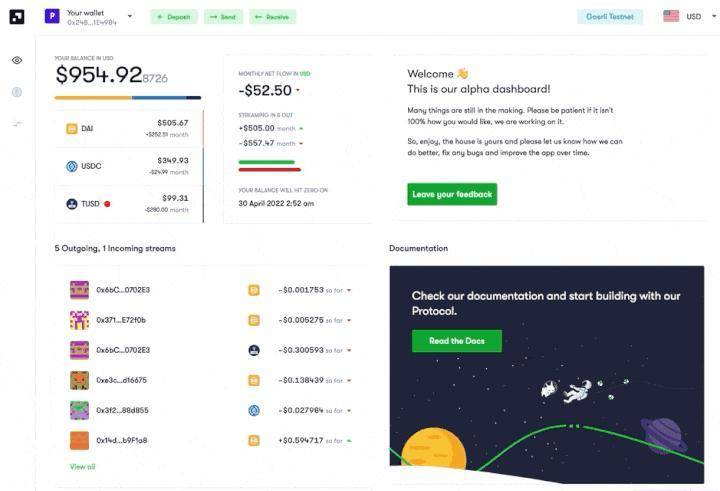 Your wallet
0x248...1E4984
P
← Deposit
→ Send
← Receive
Goerli Testnet
USD
YOUR BALANCE IN USD
$954.928726
DAI
$505.67
+$252.51 month
USDC
$349.93
-$24.99 month
TUSD
$99.31
-$280.00 month
MONTHLY NET FLOW IN USD
-$52.50
STREAMING IN & OUT
+$505.00 month
-$557.47 month
YOUR BALANCE WILL HIT ZERO ON
30 April 2022 2:52 am
Welcome 👋
This is our alpha dashboard!
Many things are still in the making. Please be patient if it isn't
100% how you would like, we are working on it.
So, enjoy, the house is yours and please let us know how we can
do better, fix any bugs and improve the app over time.
Leave your feedback
5 Outgoing, 1 Incoming streams
0x6bC...0702E3
-$0.001753 so far
0x371...E72f0b
-$0.005275 so far
0x6bC...0702E3
-$0.300593 so far
0xe3c...d16675
-$0.138439 so far
0x3f2...88d855
-$0.027984 so far
0x14d...b9F1a8
+$0.594717 so far
View all
Documentation
Check our documentation and start building with our
Protocol.
Read the Docs